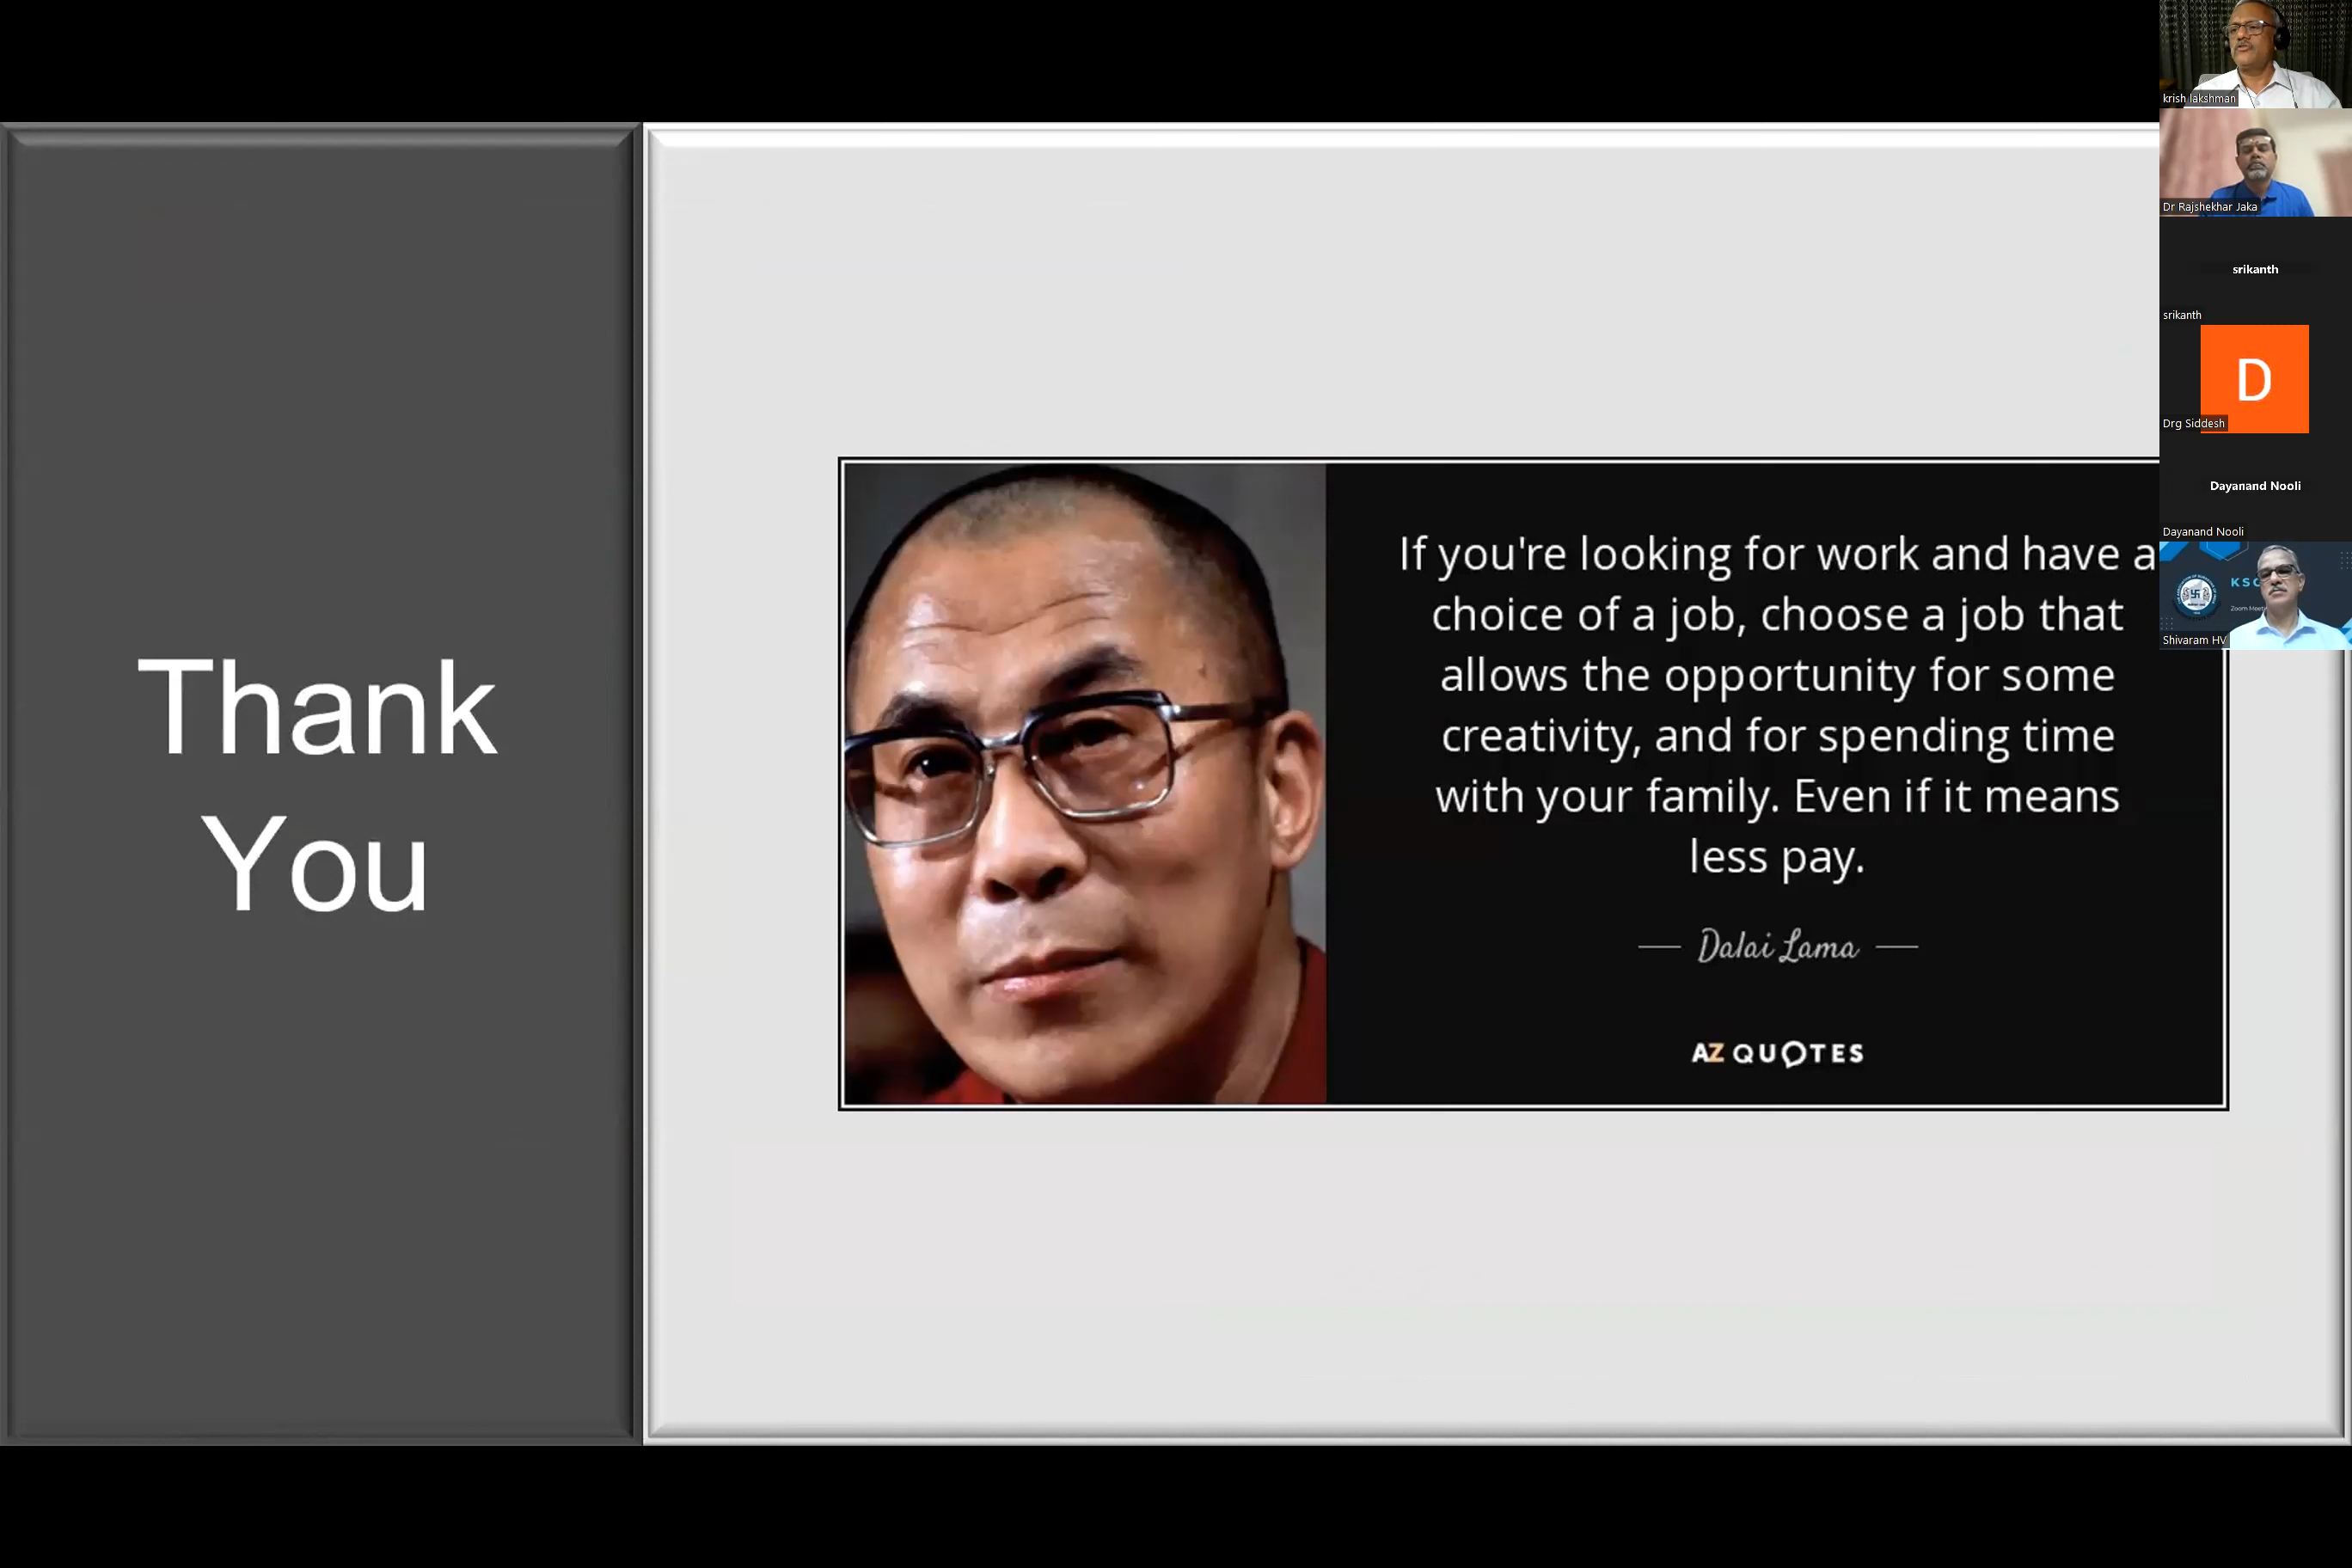 Thank
You
If you're looking for work and have a
choice of a job, choose a job that
allows the opportunity for some
creativity, and for spending time
with your family. Even if it means
less pay.
Dalai Lama
AZ QUOTES
krish lakshman
Dr Rajshekhar Jaka
srikanth
srikanth
D
Drg Siddesh
Dayanand Nooli
Dayanand Nooli
Shivaram HV